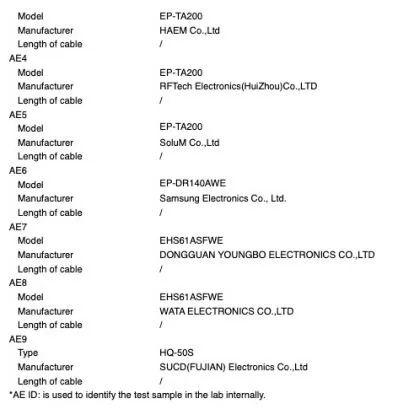 Model EP-TA200
Manufacturer HAEM Co.,Ltd
Length of cable /
AE4
Model EP-TA200
Manufacturer RFTech Electronics(HuiZhou)Co.,LTD
Length of cable /
AE5
Model EP-TA200
Manufacturer SoluM Co.,Ltd
Length of cable /
AE6
Model EP-DR140AWE
Manufacturer Samsung Electronics Co., Ltd.
Length of cable /
AE7
Model EHS61ASFWE
Manufacturer DONGGUAN YOUNGBO ELECTRONICS CO.,LTD
Length of cable /
AE8
Model EHS61ASFWE
Manufacturer WATA ELECTRONICS CO.,LTD
Length of cable /
AE9
Type HQ-50S
Manufacturer SUCD(FUJIAN) Electronics Co.,Ltd
Length of cable /
*AE ID: is used to identify the test sample in the lab internally.